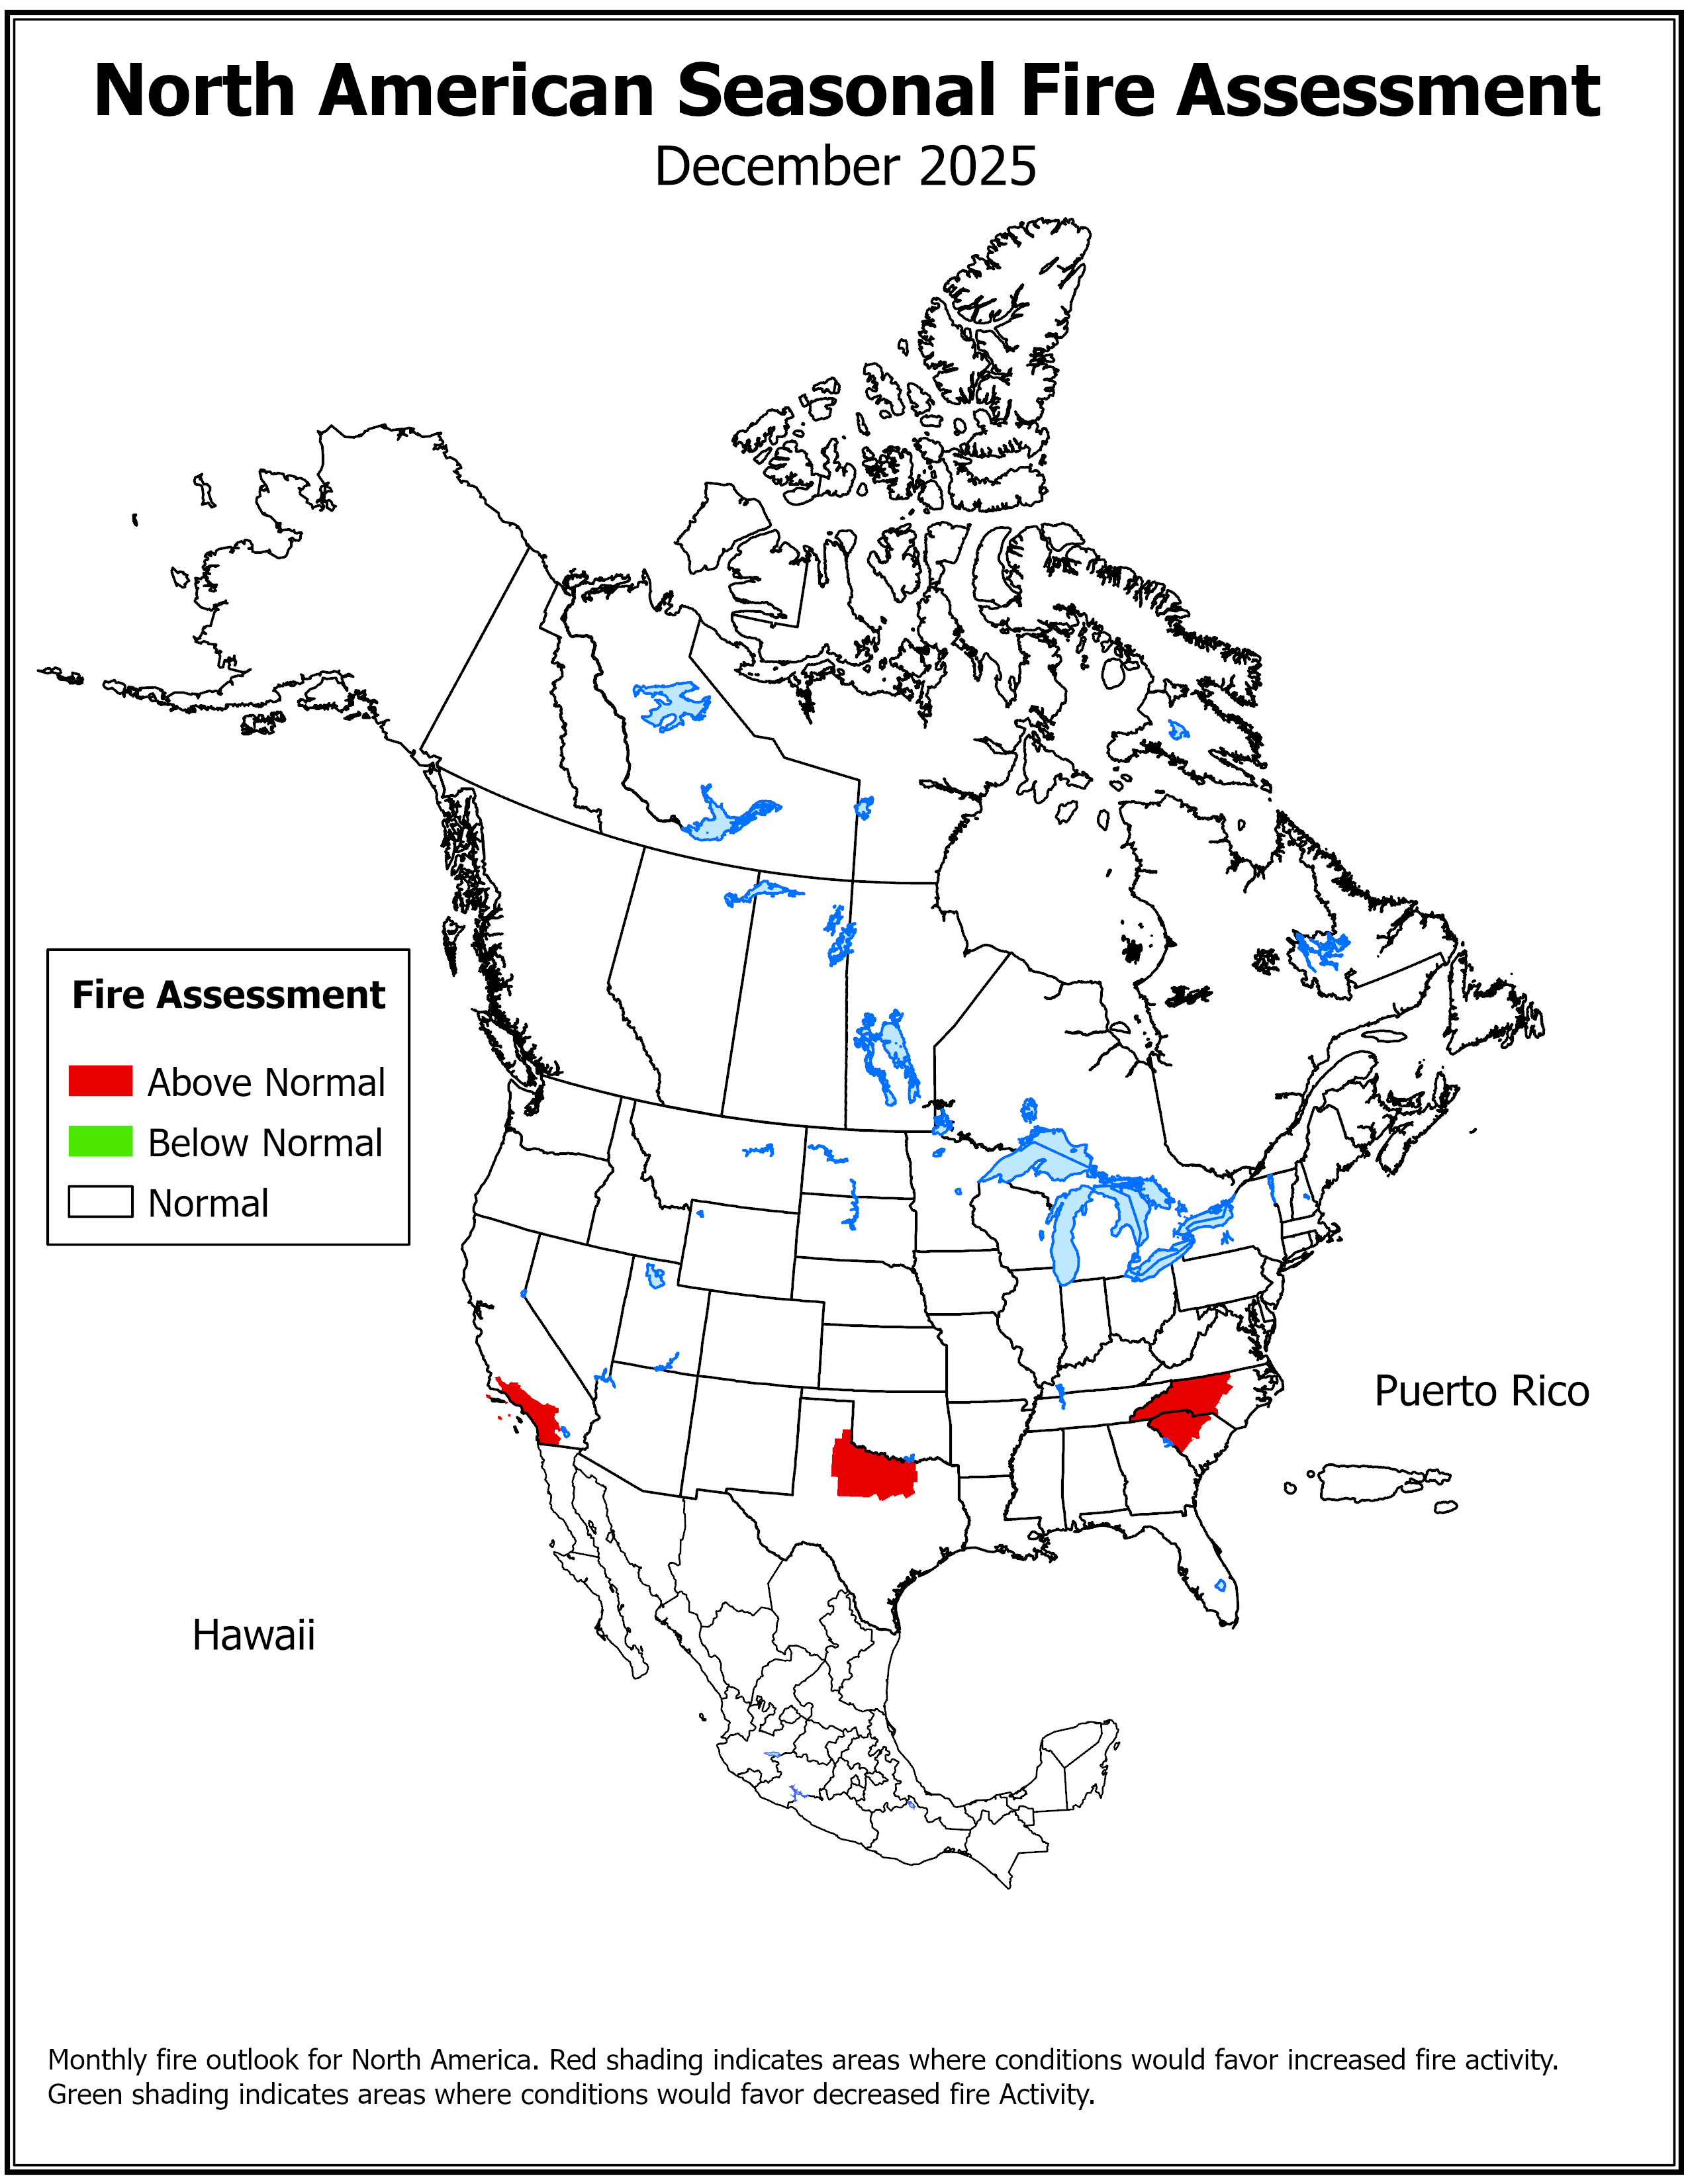 North American Seasonal Fire Assessment
December 2025
Fire Assessment
Above Normal
Below Normal
Normal
Puerto Rico
Hawaii
Monthly fire outlook for North America. Red shading indicates areas where conditions would favor increased fire activity.
Green shading indicates areas where conditions would favor decreased fire Activity.